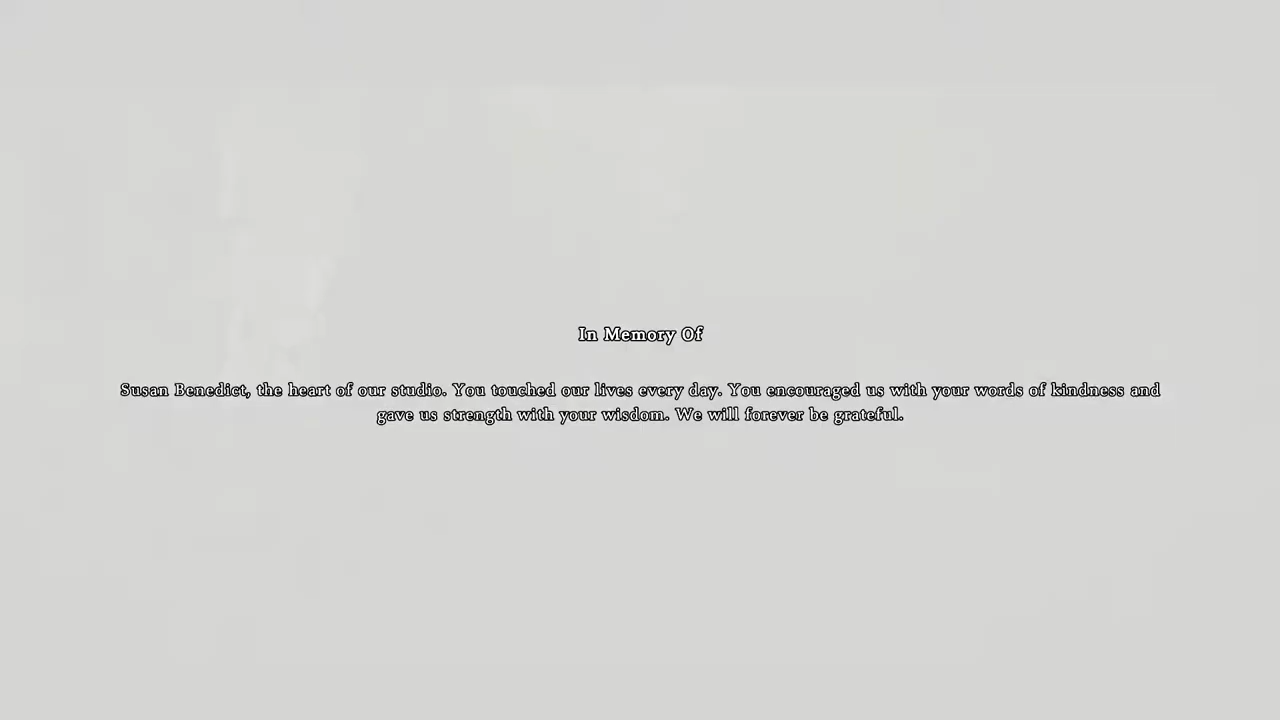 In Memory Of
Susan Benedict, the heart of our studio. You touched our lives every day. You encouraged us with your words of kindness and
gave us strength with your wisdom. We will forever be grateful.